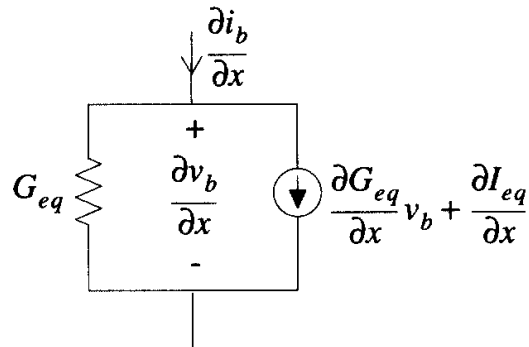 ∂i_b/∂x
+
G_eq
∂v_b/∂x
∂G_eq/∂x v_b + ∂I_eq/∂x
-